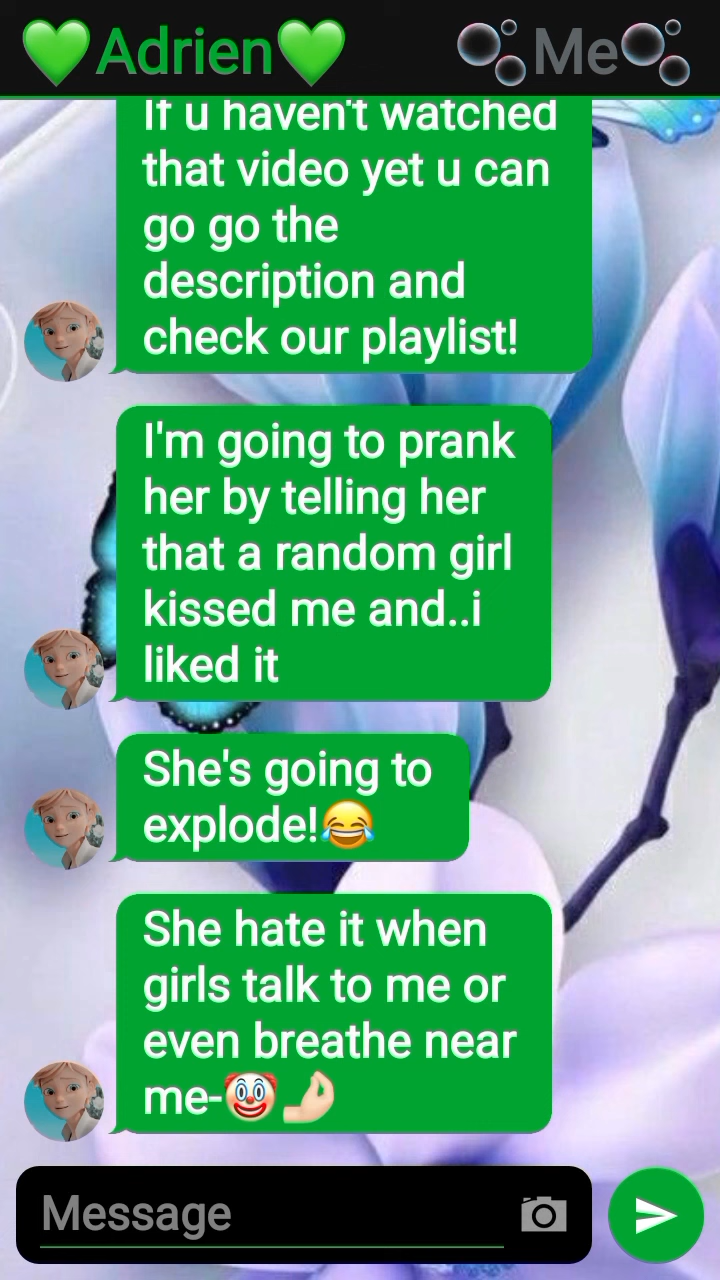 💚Adrien💚 Me
If u haven't watched
that video yet u can
go go the
description and
check our playlist!
I'm going to prank
her by telling her
that a random girl
kissed me and..i
liked it
She's going to
explode!😂
She hate it when
girls talk to me or
even breathe near
me-🤡🤌🏻
Message